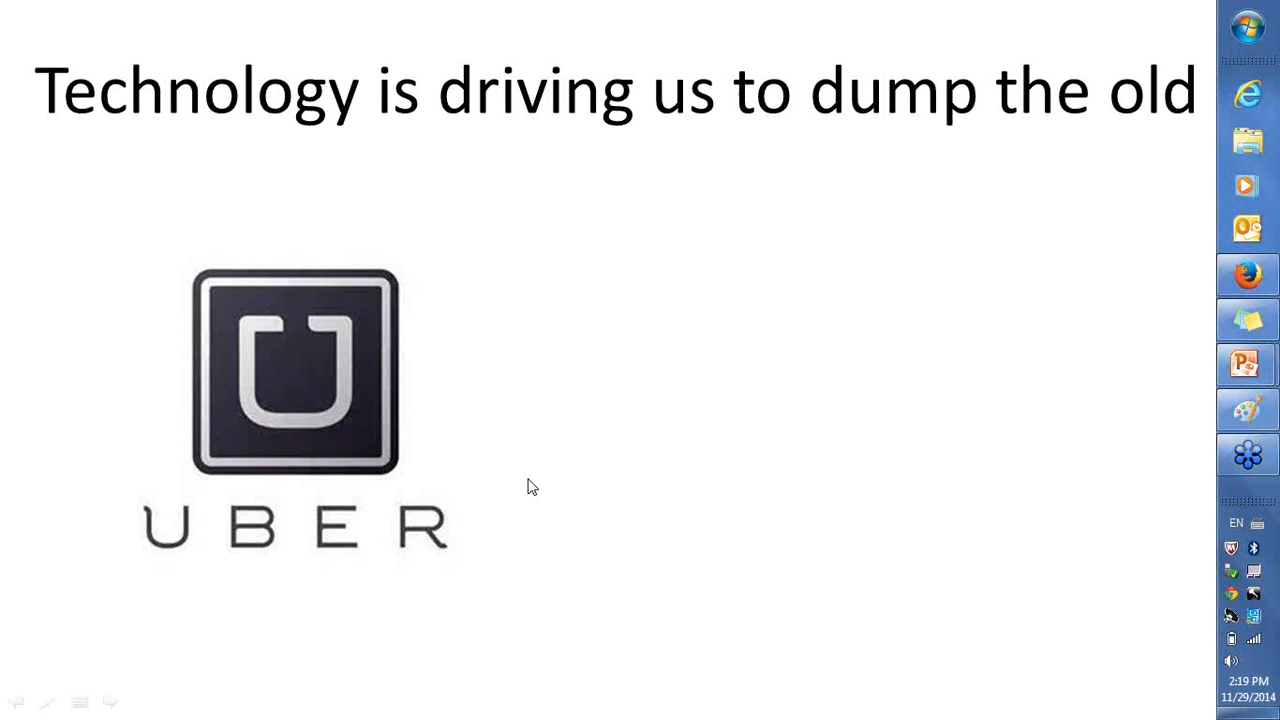 Technology is driving us to dump the old
U
UBER
EN
2:19 PM
11/29/2014